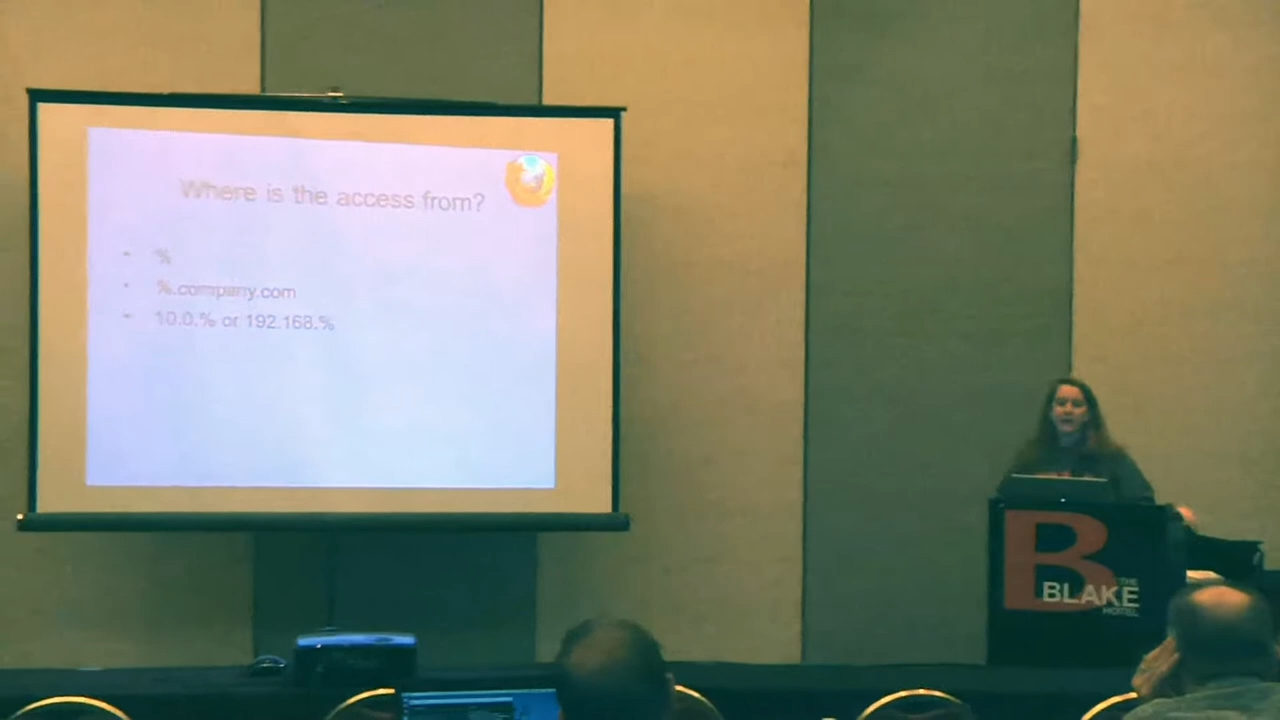 Where is the access from?
%
%.company.com
10.0.% or 192.168.%
B
THE
BLAKE
HOTEL